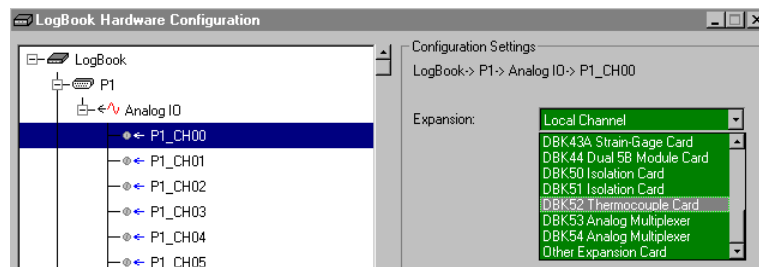 LogBook Hardware Configuration
LogBook
P1
Analog IO
P1_CH00
P1_CH01
P1_CH02
P1_CH03
P1_CH04
P1_CH05
Configuration Settings
LogBook-> P1-> Analog IO-> P1_CH00
Expansion:
Local Channel
DBK43A Strain-Gage Card
DBK44 Dual 5B Module Card
DBK50 Isolation Card
DBK51 Isolation Card
DBK52 Thermocouple Card
DBK53 Analog Multiplexer
DBK54 Analog Multiplexer
Other Expansion Card